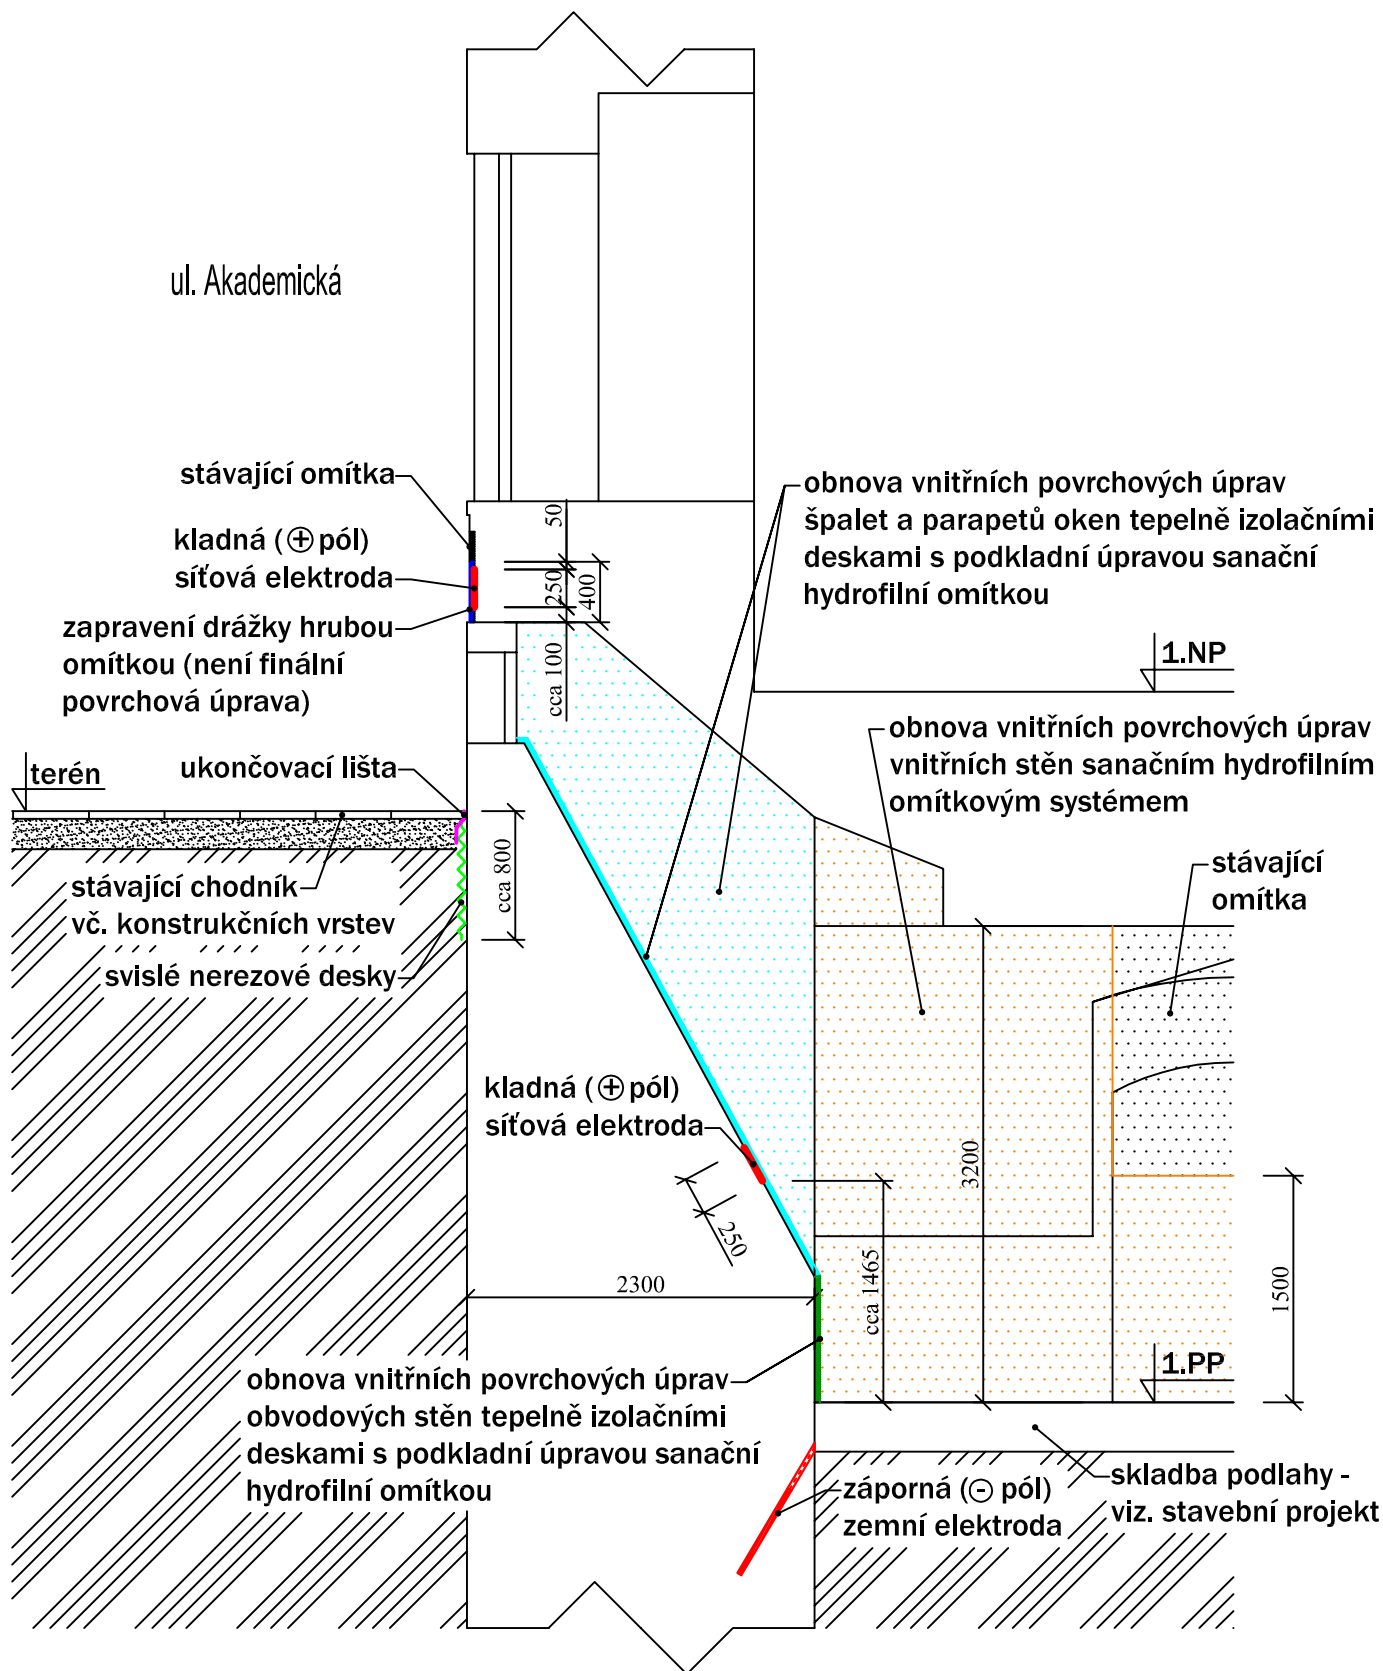 ul. Akademická
stávající omítka
kladná (⊕ pól)
síťová elektroda
zapravení drážky hrubou
omítkou (není finální
povrchová úprava)
50
250
400
cca 100
obnova vnitřních povrchových úprav
špalet a parapetů oken tepelně izolačními
deskami s podkladní úpravou sanační
hydrofilní omítkou
1.NP
obnova vnitřních povrchových úprav
vnitřních stěn sanačním hydrofilním
omítkovým systémem
terén
ukončovací lišta
cca 800
stávající chodník
vč. konstrukčních vrstev
svislé nerezové desky
stávající
omítka
kladná (⊕ pól)
síťová elektroda
250
2300
3200
cca 1465
1500
1.PP
obnova vnitřních povrchových úprav
obvodových stěn tepelně izolačními
deskami s podkladní úpravou sanační
hydrofilní omítkou
záporná (⊖ pól)
zemní elektroda
skladba podlahy -
viz. stavební projekt